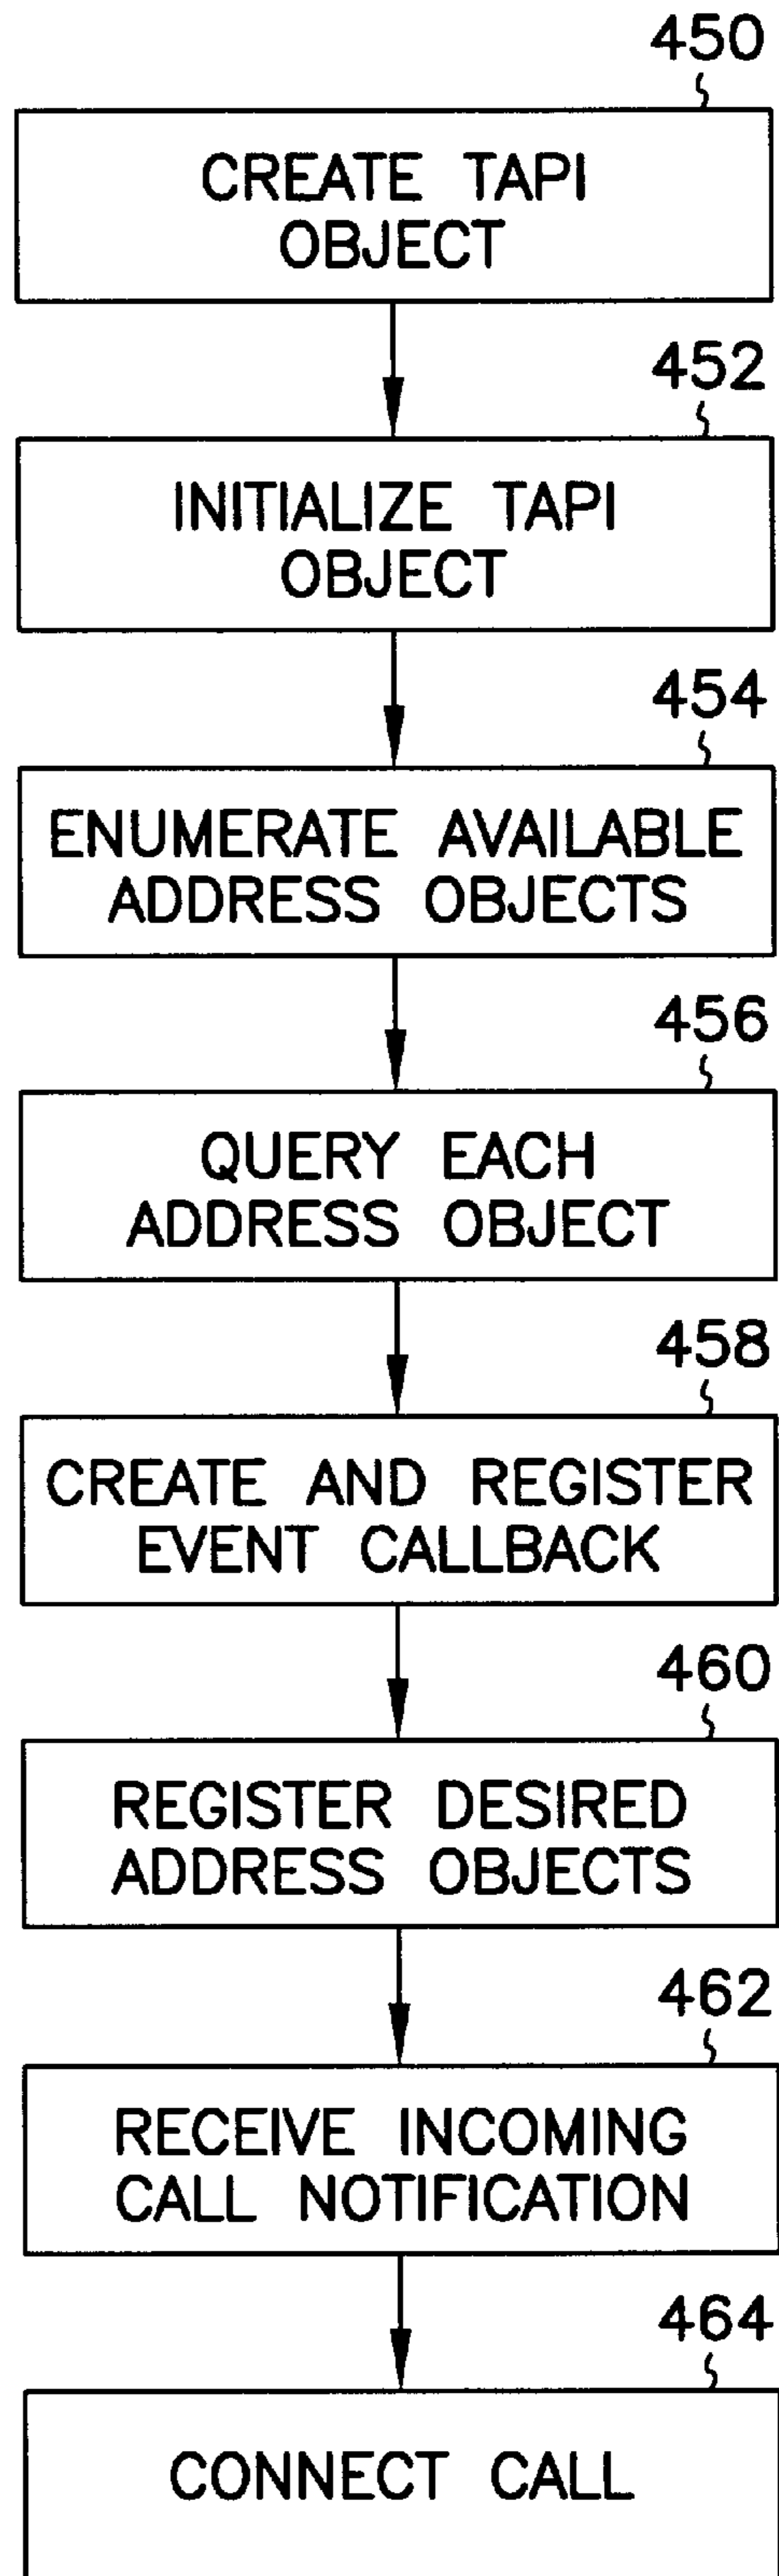 450
CREATE TAPI
OBJECT
452
INITIALIZE TAPI
OBJECT
454
ENUMERATE AVAILABLE
ADDRESS OBJECTS
456
QUERY EACH
ADDRESS OBJECT
458
CREATE AND REGISTER
EVENT CALLBACK
460
REGISTER DESIRED
ADDRESS OBJECTS
462
RECEIVE INCOMING
CALL NOTIFICATION
464
CONNECT CALL